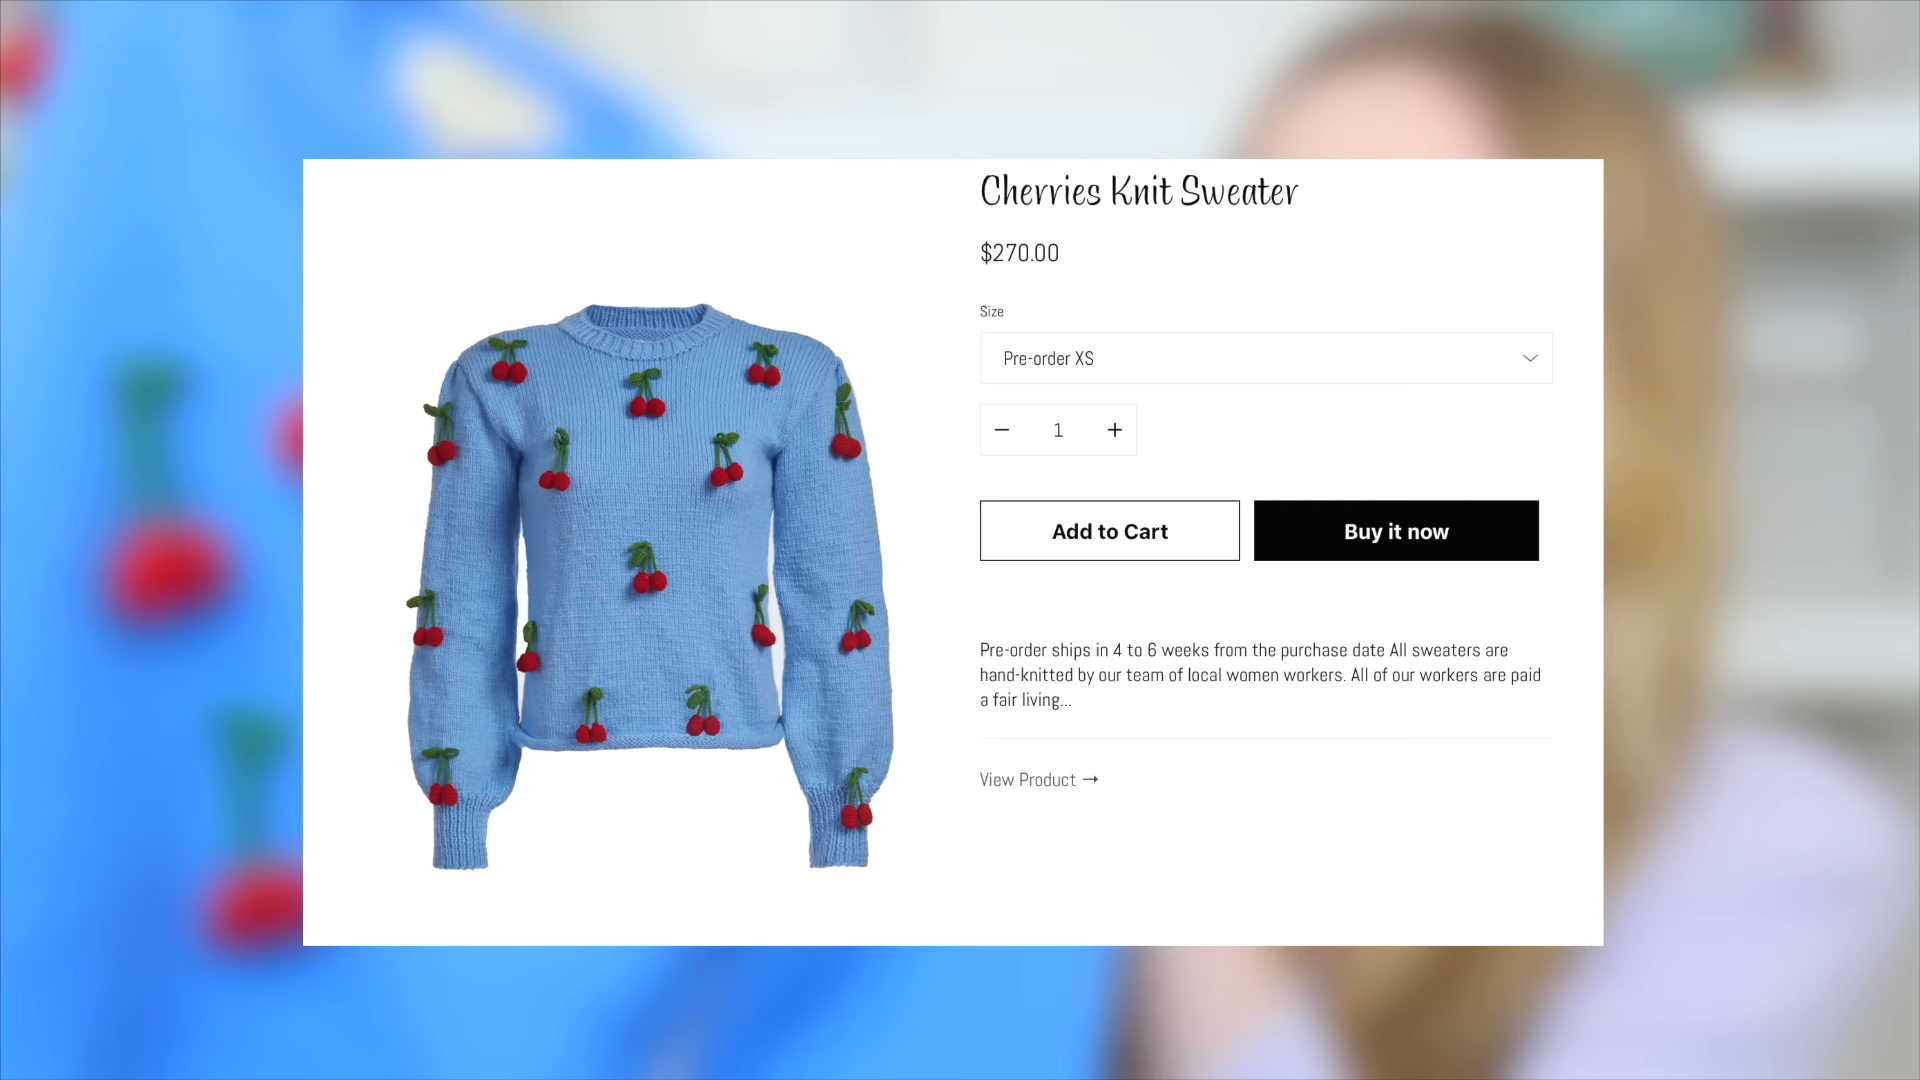 Cherries Knit Sweater
$270.00
Size
Pre-order XS
− 1 +
Add to Cart
Buy it now
Pre-order ships in 4 to 6 weeks from the purchase date All sweaters are
hand-knitted by our team of local women workers. All of our workers are paid
a fair living...
View Product →